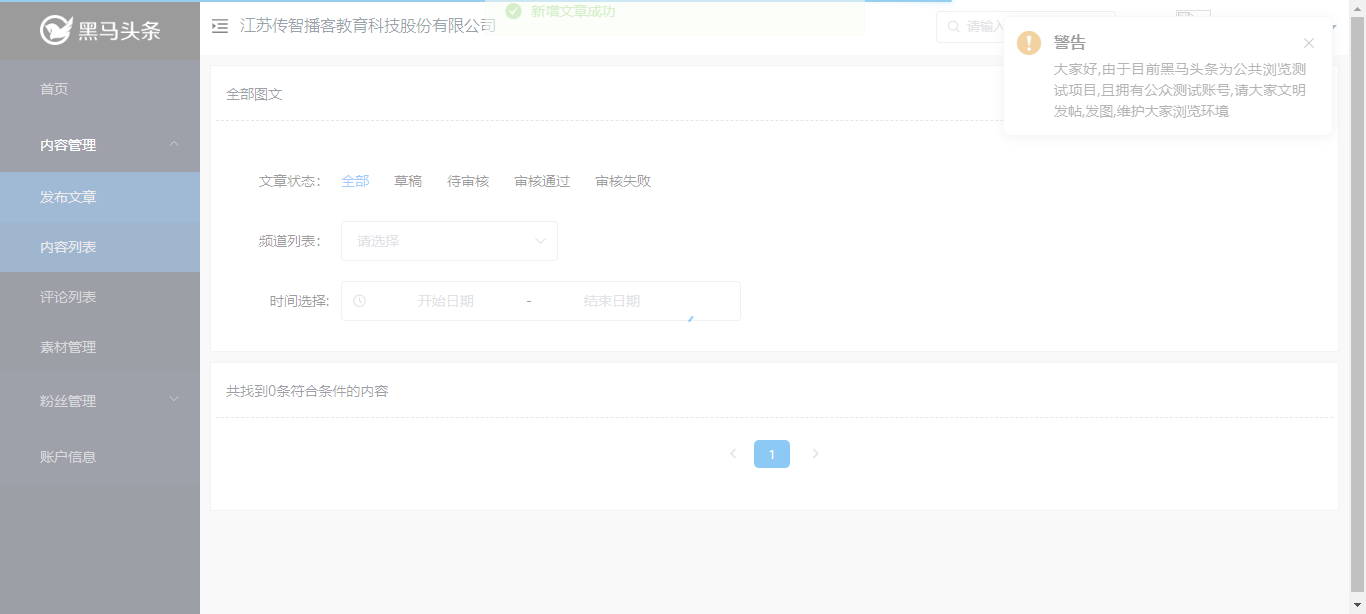 黑马头条
江苏传智播客教育科技股份有限公司
新增文章成功
请输入
警告
大家好,由于目前黑马头条为公共浏览测
试项目,且拥有公众测试账号,请大家文明
发帖,发图,维护大家浏览环境
首页
内容管理
发布文章
内容列表
评论列表
素材管理
粉丝管理
账户信息
全部图文
文章状态： 全部 草稿 待审核 审核通过 审核失败
频道列表： 请选择
时间选择: 开始日期 - 结束日期
共找到0条符合条件的内容
1